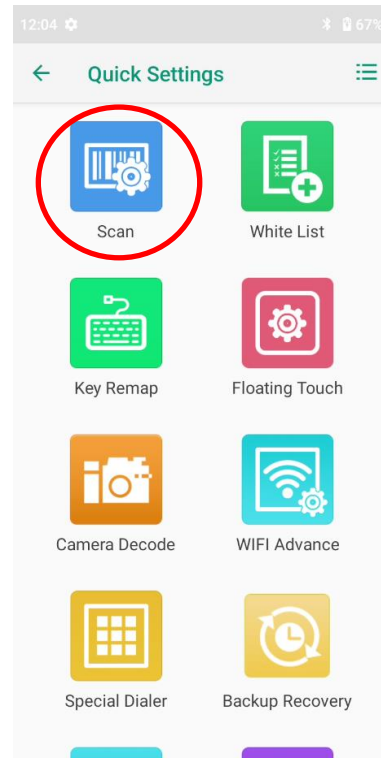 12:04 67%
Quick Settings
Scan White List
Key Remap Floating Touch
Camera Decode WIFI Advance
Special Dialer Backup Recovery